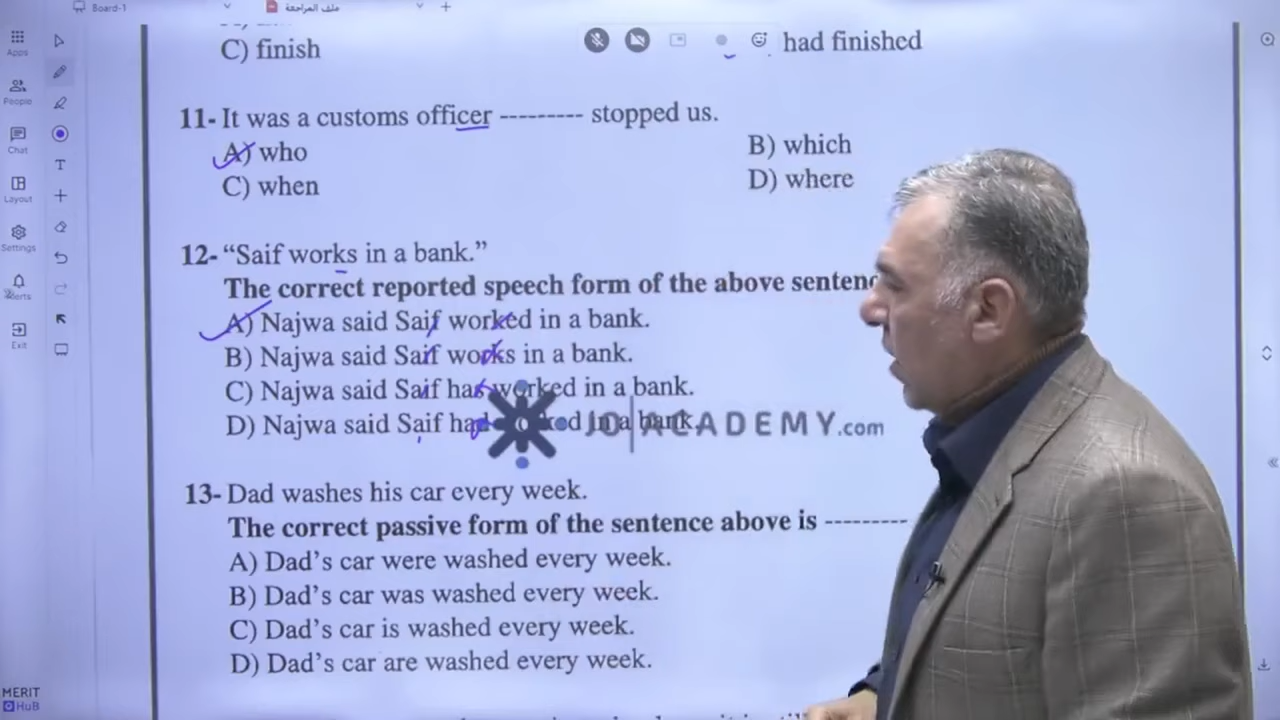 Board-1
ملف المراجعة
C) finish
had finished
11- It was a customs officer --------- stopped us.
A) who
B) which
C) when
D) where
12- “Saif works in a bank.”
The correct reported speech form of the above sentenc
A) Najwa said Saif worked in a bank.
B) Najwa said Saif works in a bank.
C) Najwa said Saif has worked in a bank.
D) Najwa said Saif had in a bank.
JO ACADEMY.com
13- Dad washes his car every week.
The correct passive form of the sentence above is ---------
A) Dad’s car were washed every week.
B) Dad’s car was washed every week.
C) Dad’s car is washed every week.
D) Dad’s car are washed every week.
Apps
People
Chat
Layout
Settings
Exit
MERIT
HUB